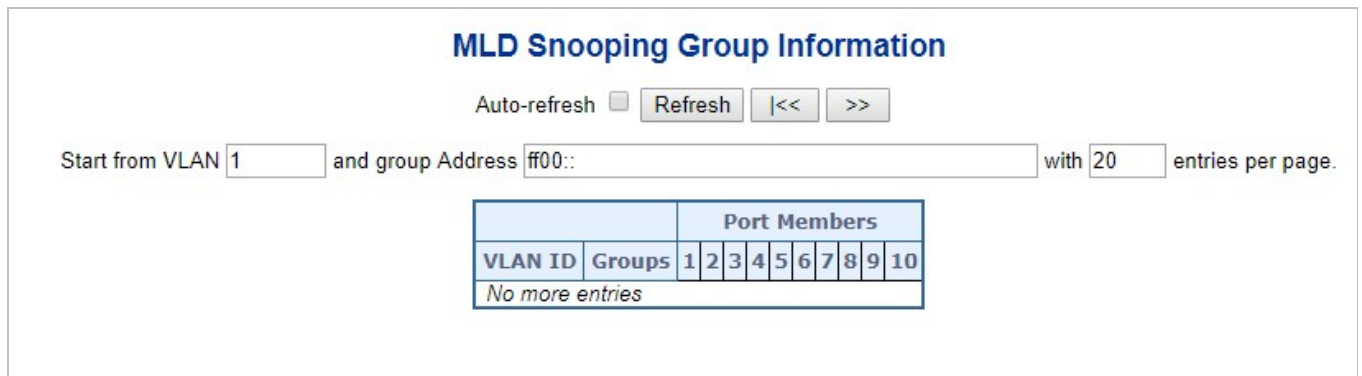 MLD Snooping Group Information
Auto-refresh Refresh |<< >>
Start from VLAN 1 and group Address ff00:: with 20 entries per page.
Port Members
VLAN ID Groups 1 2 3 4 5 6 7 8 9 10
No more entries